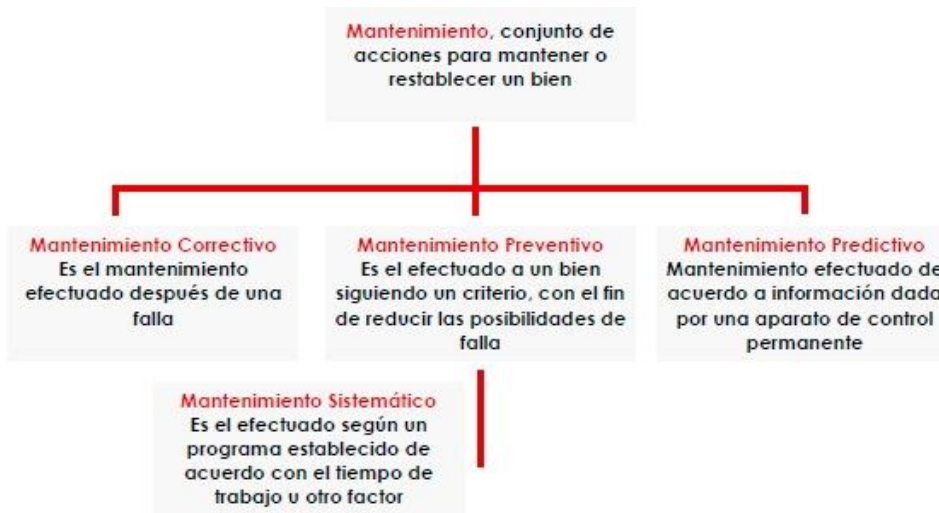 Mantenimiento, conjunto de
acciones para mantener o
restablecer un bien
Mantenimiento Correctivo
Es el mantenimiento
efectuado después de una
falla
Mantenimiento Preventivo
Es el efectuado a un bien
siguiendo un criterio, con el fin
de reducir las posibilidades de
falla
Mantenimiento Predictivo
Mantenimiento efectuado de
acuerdo a información dada
por una aparato de control
permanente
Mantenimiento Sistemático
Es el efectuado según un
programa establecido de
acuerdo con el tiempo de
trabajo u otro factor